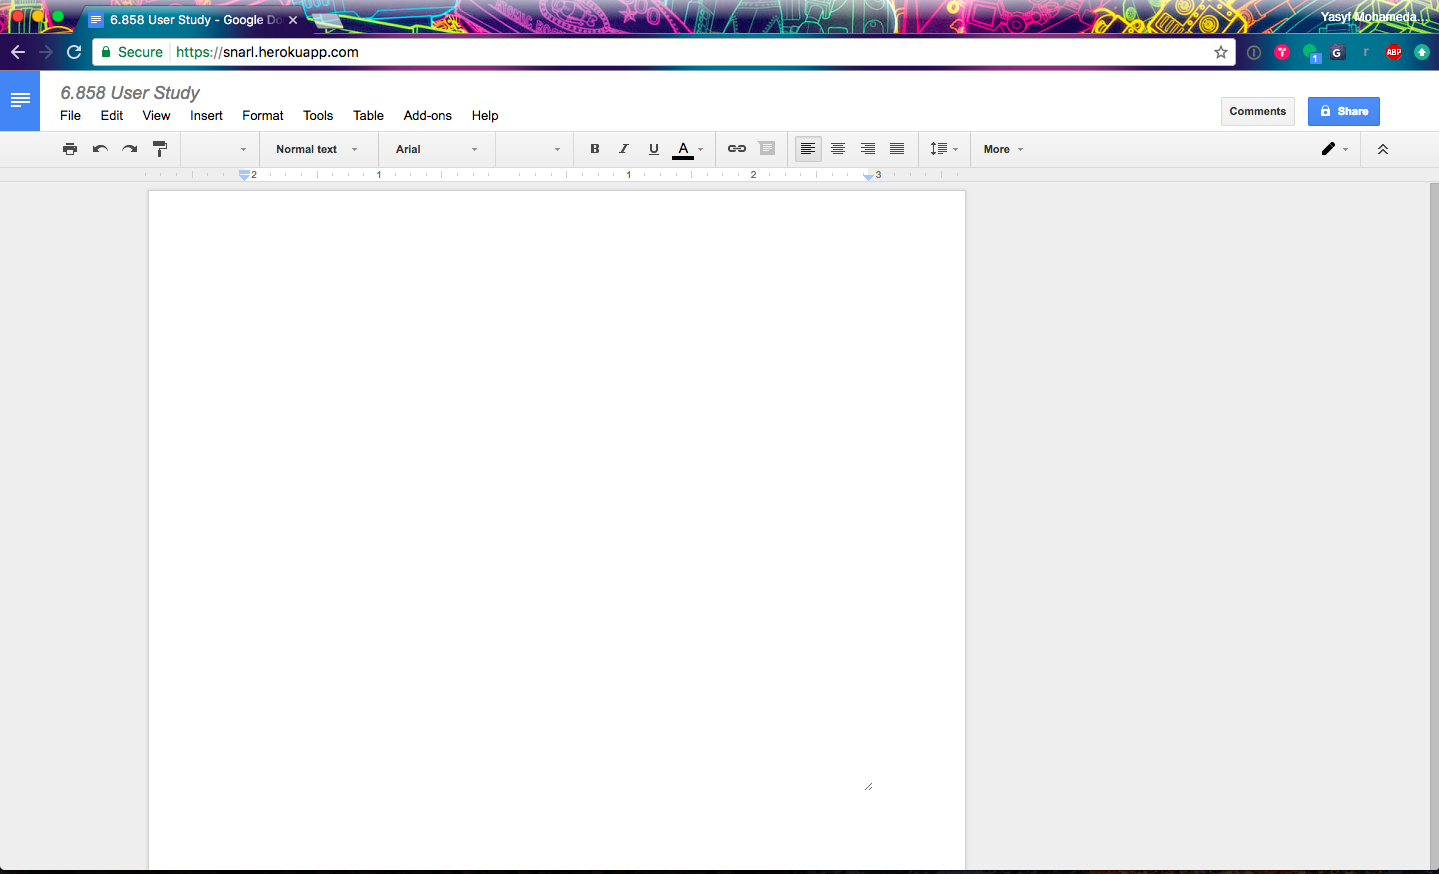 6.858 User Study - Google Do
Yasyf Mohameda...
Secure https://snarl.herokuapp.com
1 G r ABP
6.858 User Study
File Edit View Insert Format Tools Table Add-ons Help
Comments Share
Normal text Arial B I U A More
2 1 1 2 3